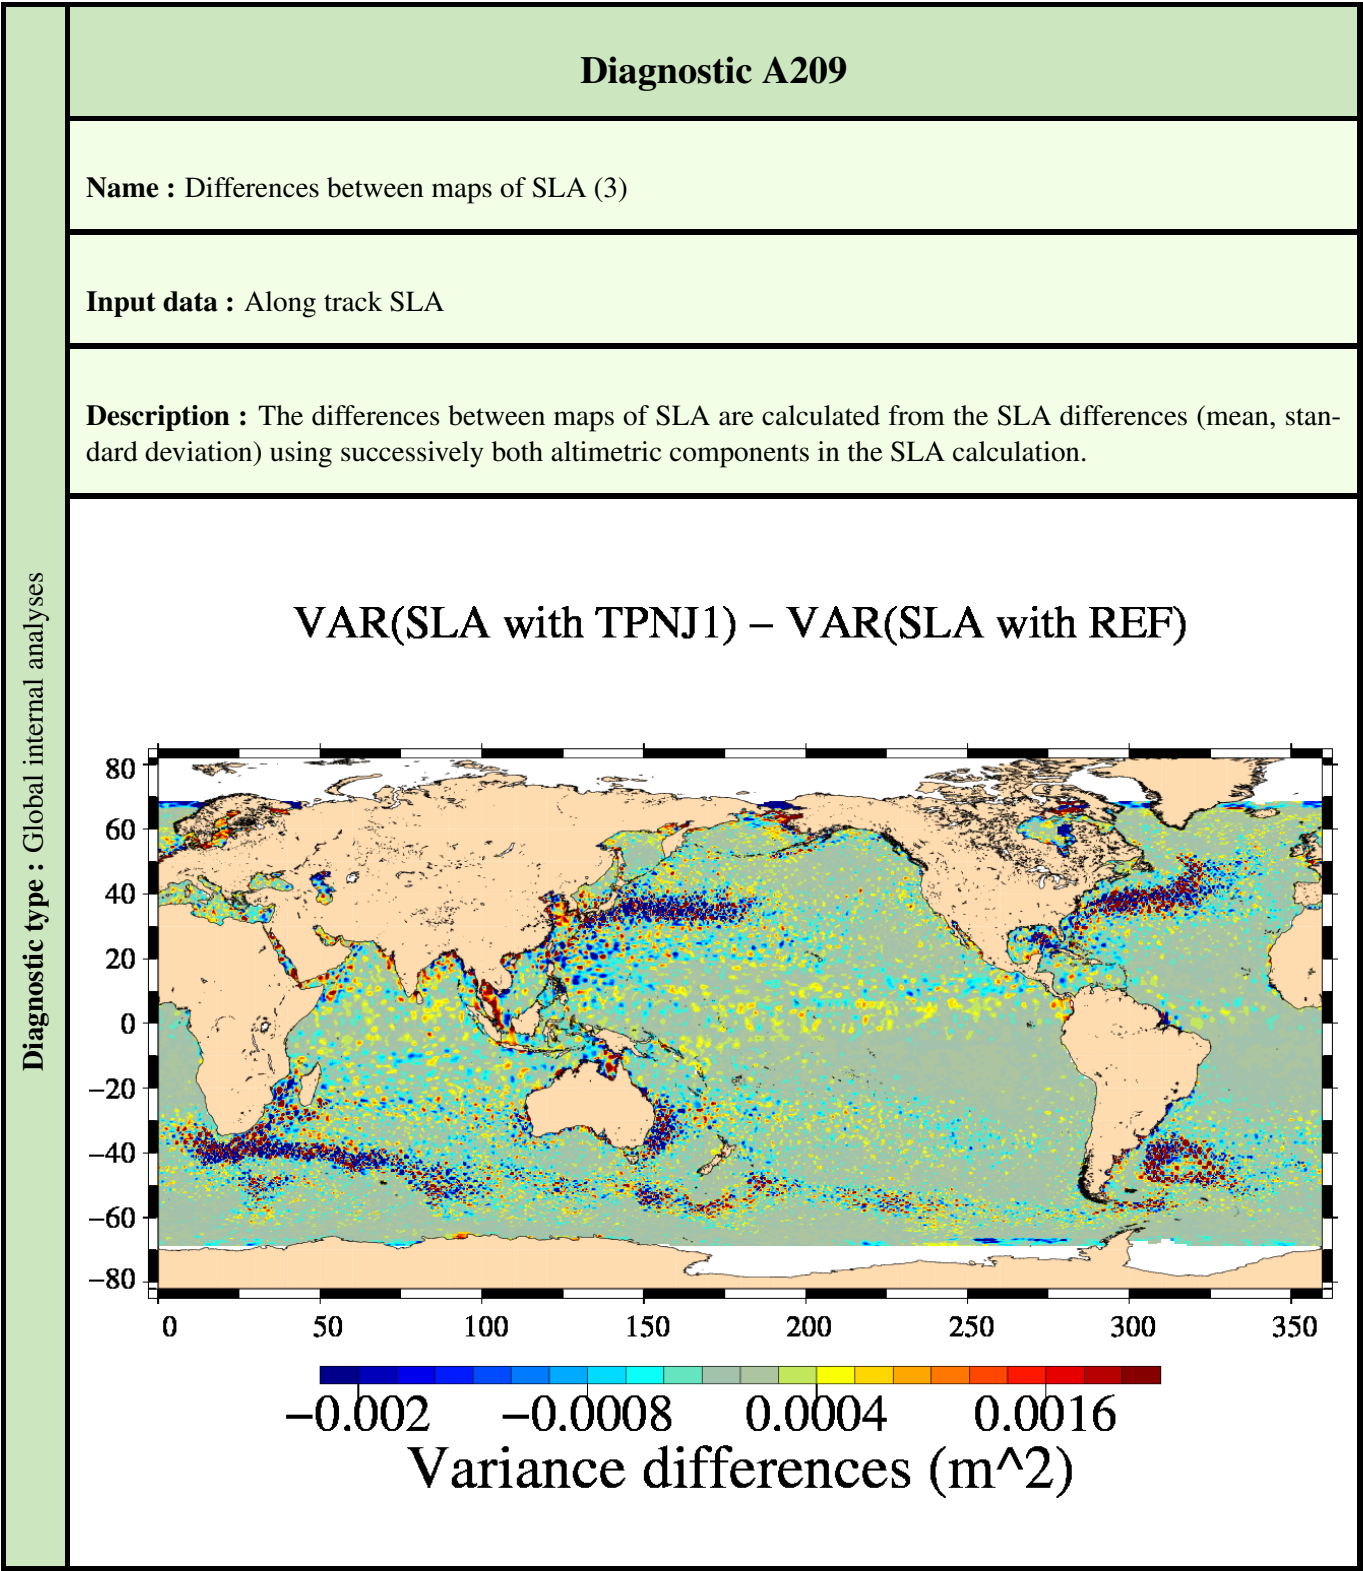 Diagnostic A209
Name : Differences between maps of SLA (3)
Input data : Along track SLA
Description : The differences between maps of SLA are calculated from the SLA differences (mean, stan-
dard deviation) using successively both altimetric components in the SLA calculation.
Diagnostic type : Global internal analyses
VAR(SLA with TPNJ1) – VAR(SLA with REF)
80
60
40
20
0
−20
−40
−60
−80
0 50 100 150 200 250 300 350
−0.002 −0.0008 0.0004 0.0016
Variance differences (m^2)